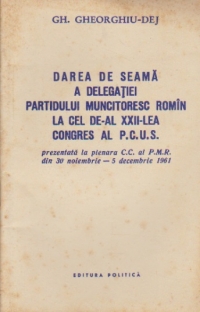 GH. GHEORGHIU-DEJ
DAREA DE SEAMĂ
A DELEGAȚIEI
PARTIDULUI MUNCITORESC ROMÎN
LA CEL DE-AL XXII-LEA
CONGRES AL P.C.U.S.
prezentată la plenara C.C. al P.M.R.
din 30 noiembrie — 5 decembrie 1961
EDITURA POLITICĂ